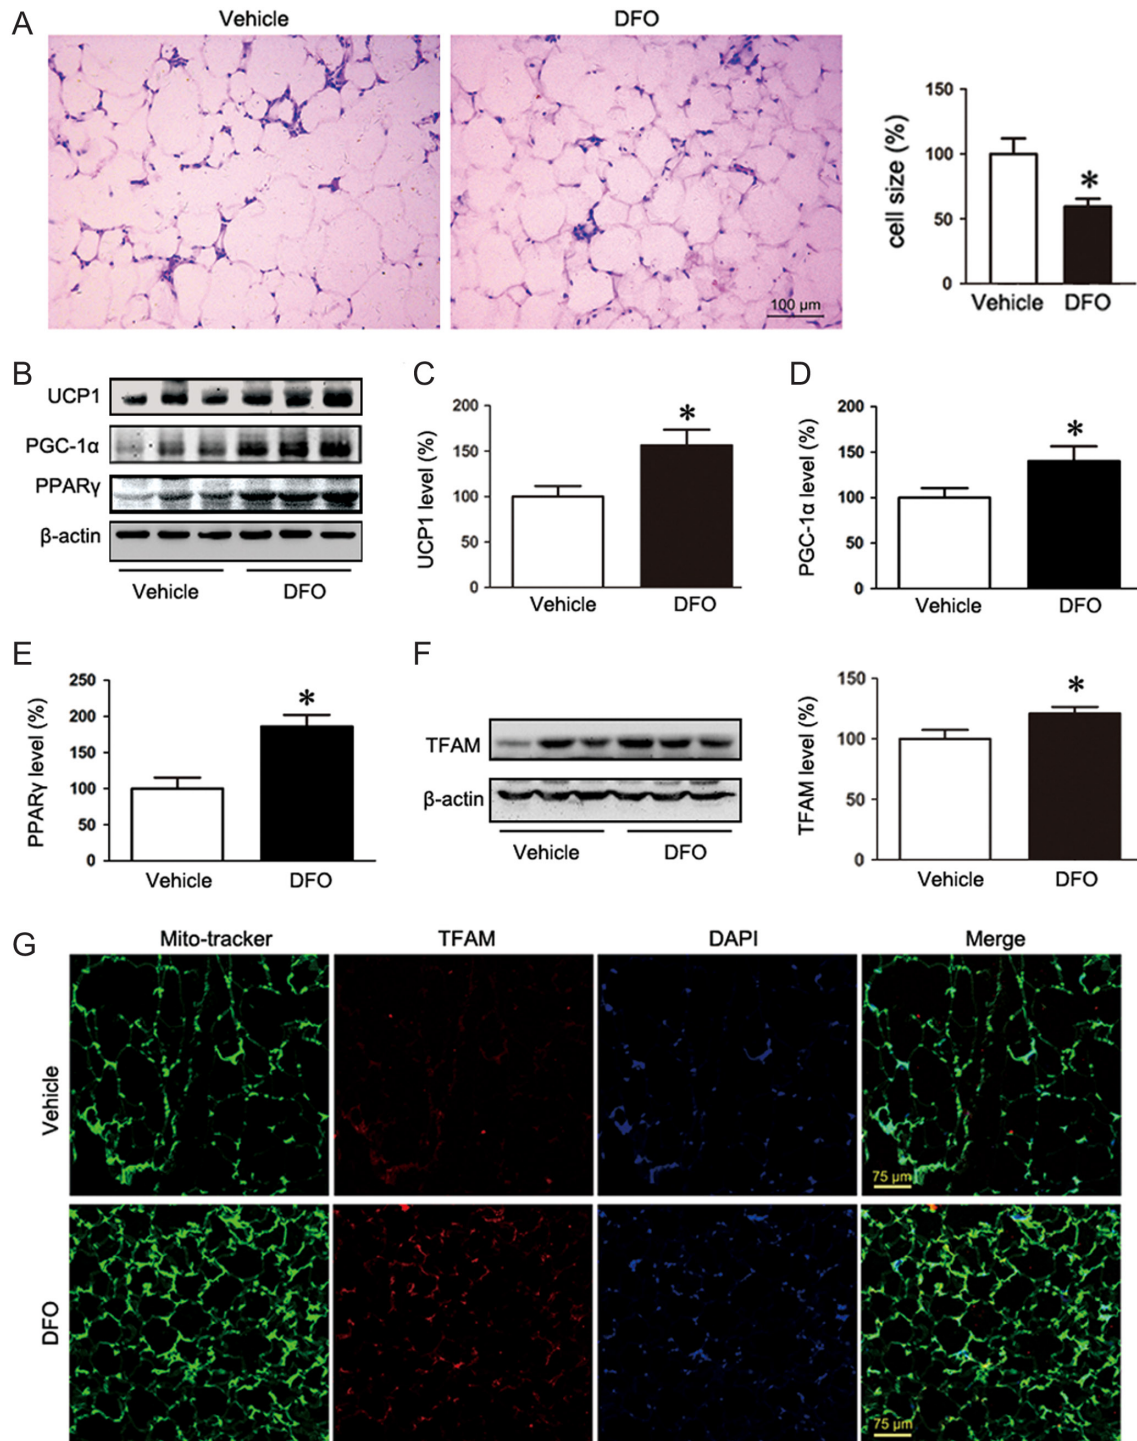 A
Vehicle
DFO
100 µm
cell size (%)
150
100
50
0
Vehicle
DFO
*
B
UCP1
PGC-1α
PPARγ
β-actin
Vehicle
DFO
C
UCP1 level (%)
200
150
100
50
0
Vehicle
DFO
*
D
PGC-1α level (%)
200
150
100
50
0
Vehicle
DFO
*
E
PPARγ level (%)
250
200
150
100
50
0
Vehicle
DFO
*
F
TFAM
β-actin
Vehicle
DFO
TFAM level (%)
150
100
50
0
Vehicle
DFO
*
G
Mito-tracker
TFAM
DAPI
Merge
Vehicle
75 µm
DFO
75 µm